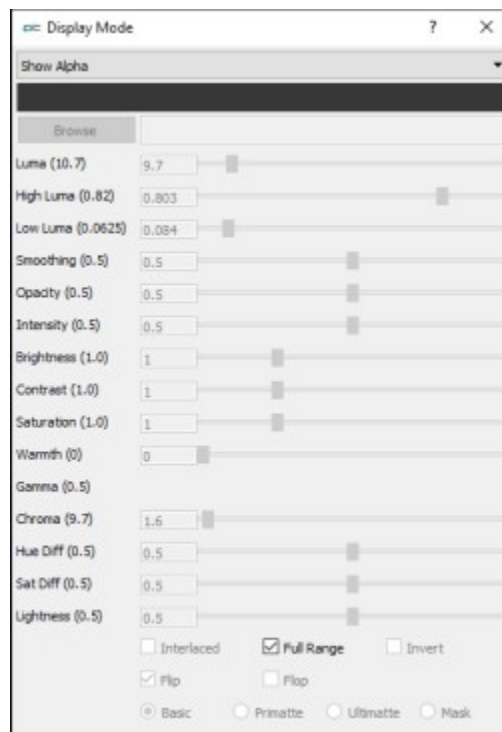 Display Mode ? ×
Show Alpha
Browse
Luma (10.7) 9.7
High Luma (0.82) 0.803
Low Luma (0.0625) 0.084
Smoothing (0.5) 0.5
Opacity (0.5) 0.5
Intensity (0.5) 0.5
Brightness (1.0) 1
Contrast (1.0) 1
Saturation (1.0) 1
Warmth (0) 0
Gamma (0.5)
Chroma (9.7) 1.6
Hue Diff (0.5) 0.5
Sat Diff (0.5) 0.5
Lightness (0.5) 0.5
Interlaced Full Range Invert
Flip Flop
Basic Primatte Ultimatte Mask